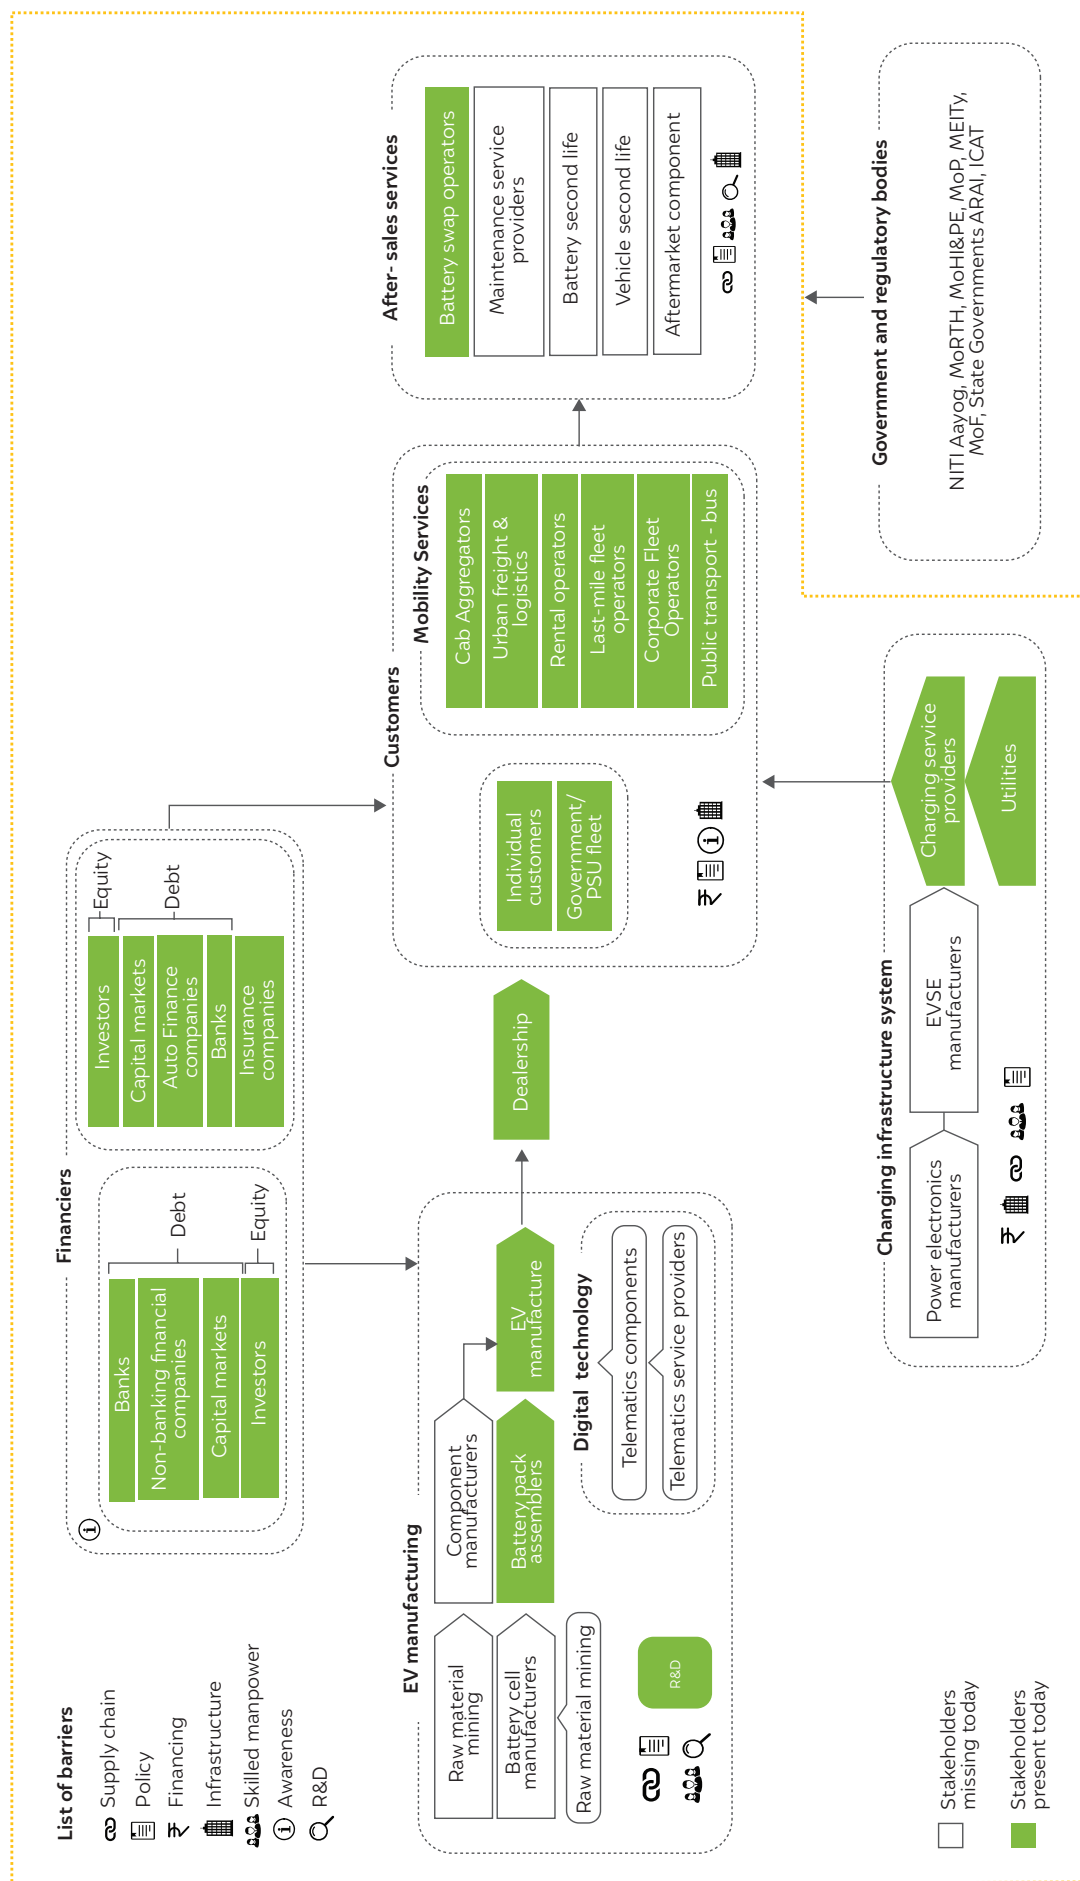 List of barriers
Supply chain
Policy
Financing
Infrastructure
Skilled manpower
Awareness
R&D
Financiers
Banks
Non-banking financial
companies
Capital markets
Investors
Debt
Equity
Investors
Capital markets
Auto Finance
companies
Banks
Insurance
companies
Equity
Debt
EV manufacturing
Raw material
mining
Component
manufacturers
Battery cell
manufacturers
Battery pack
assemblers
EV
manufacture
Raw material mining
Digital technology
Telematics components
Telematics service providers
R&D
Dealership
Customers
Individual
customers
Government/
PSU fleet
Mobility Services
Cab Aggregators
Urban freight &
logistics
Rental operators
Last-mile fleet
operators
Corporate Fleet
Operators
Public transport - bus
After- sales services
Battery swap operators
Maintenance service
providers
Battery second life
Vehicle second life
Aftermarket component
Changing infrastructure system
Power electronics
manufacturers
EVSE
manufacturers
Charging service
providers
Utilities
Government and regulatory bodies
NITI Aayog, MoRTH, MoHI&PE, MoP, MEITy,
MoF, State Governments ARAI, ICAT
Stakeholders
missing today
Stakeholders
present today